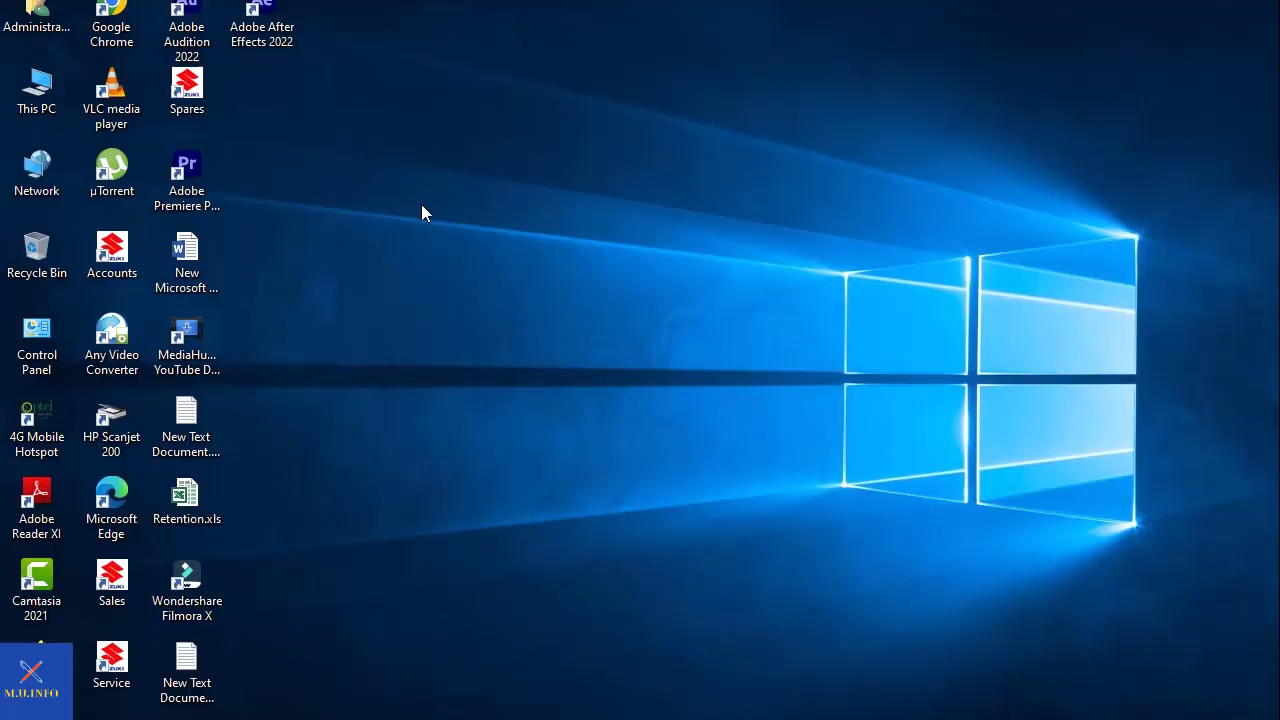 Administra...
Google
Chrome
Adobe
Audition
2022
Adobe After
Effects 2022
This PC
VLC media
player
Spares
Network
µTorrent
Pr
Adobe
Premiere P...
Recycle Bin
Accounts
New
Microsoft ...
Control
Panel
Any Video
Converter
MediaHu...
YouTube D...
4G Mobile
Hotspot
HP Scanjet
200
New Text
Document....
Adobe
Reader XI
Microsoft
Edge
Retention.xls
Camtasia
2021
Sales
Wondershare
Filmora X
Service
New Text
Docume...
M.U.INFO